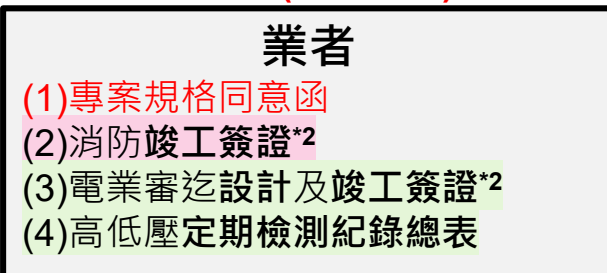 業者
(1)專案規格同意函
(2)消防竣工簽證*2
(3)電業審迄設計及竣工簽證*2
(4)高低壓定期檢測紀錄總表